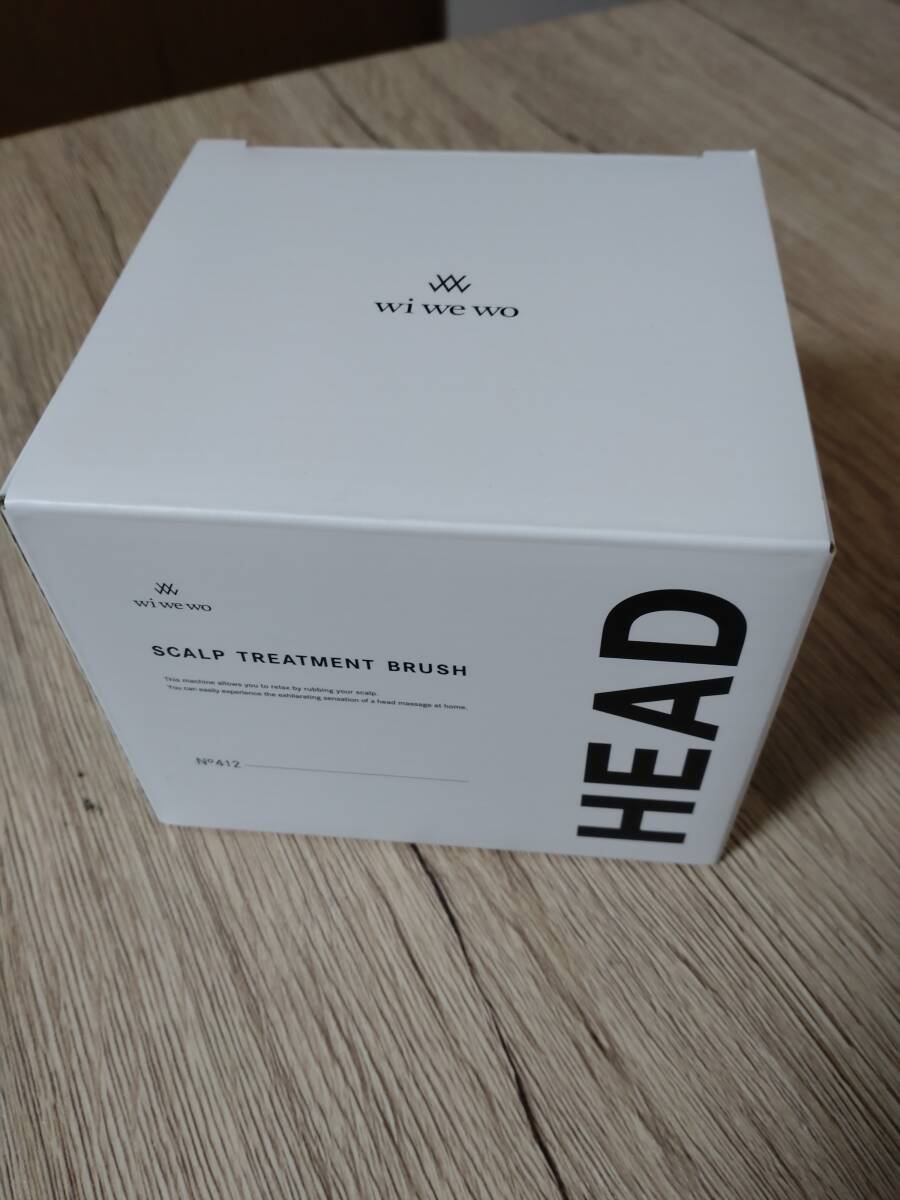 wi we wo
wi we wo
SCALP TREATMENT BRUSH
This machine allows you to relax by rubbing your scalp.
You can easily experience the exhilarating sensation of a head massage at home.
Nº412
HEAD